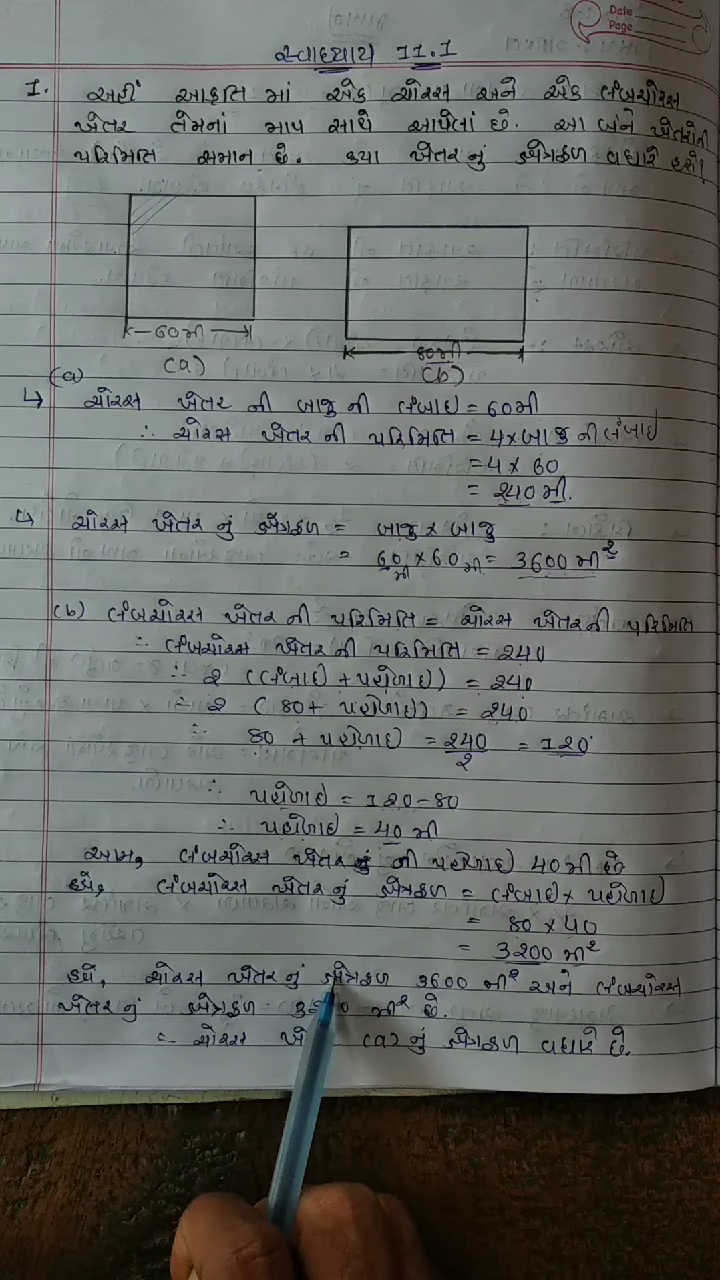 Date
Page
સ્વાધ્યાય 11.1
1. અહીં આકૃતિ માં એક ચોરસ અને એક લંબચોરસ
ખેતર તેમનાં માપ સાથે આપેલાં છે. આ બંને ખેતરોની
પરિમિતિ સમાન છે. કયા ખેતરનું ક્ષેત્રફળ વધારે હશે!
60મી
80મી
(a)
(b)
(a)
↳ ચોરસ ખેતર ની બાજુ ની લંબાઇ = 60મી
∴ ચોરસ ખેતર ની પરિમિતિ = 4 × બાજુ ની લંબાઇ
= 4 × 60
= 240 મી.
↳ ચોરસ ખેતર નું ક્ષેત્રફળ = બાજુ × બાજુ
= 60મી × 60મી = 3600 મી²
(b) લંબચોરસ ખેતર ની પરિમિતિ = ચોરસ ખેતરની પરિમિતિ
∴ લંબચોરસ ખેતર ની પરિમિતિ = 240
∴ 2 (લંબાઇ + પહોળાઇ) = 240
∴ 2 (80 + પહોળાઇ) = 240
∴ 80 + પહોળાઇ = 240/2 = 120
∴ પહોળાઇ = 120 - 80
∴ પહોળાઇ = 40 મી
આમ, લંબચોરસ ખેતર ની પહોળાઇ 40મી છે
હવે, લંબચોરસ ખેતર નું ક્ષેત્રફળ = લંબાઇ × પહોળાઇ
= 80 × 40
= 3200 મી²
હવે, ચોરસ ખેતર નું ક્ષેત્રફળ 3600 મી² અને લંબચોરસ
ખેતર નું ક્ષેત્રફળ મી² છે.
∴ ચોરસ (a) નું ક્ષેત્રફળ વધારે છે.